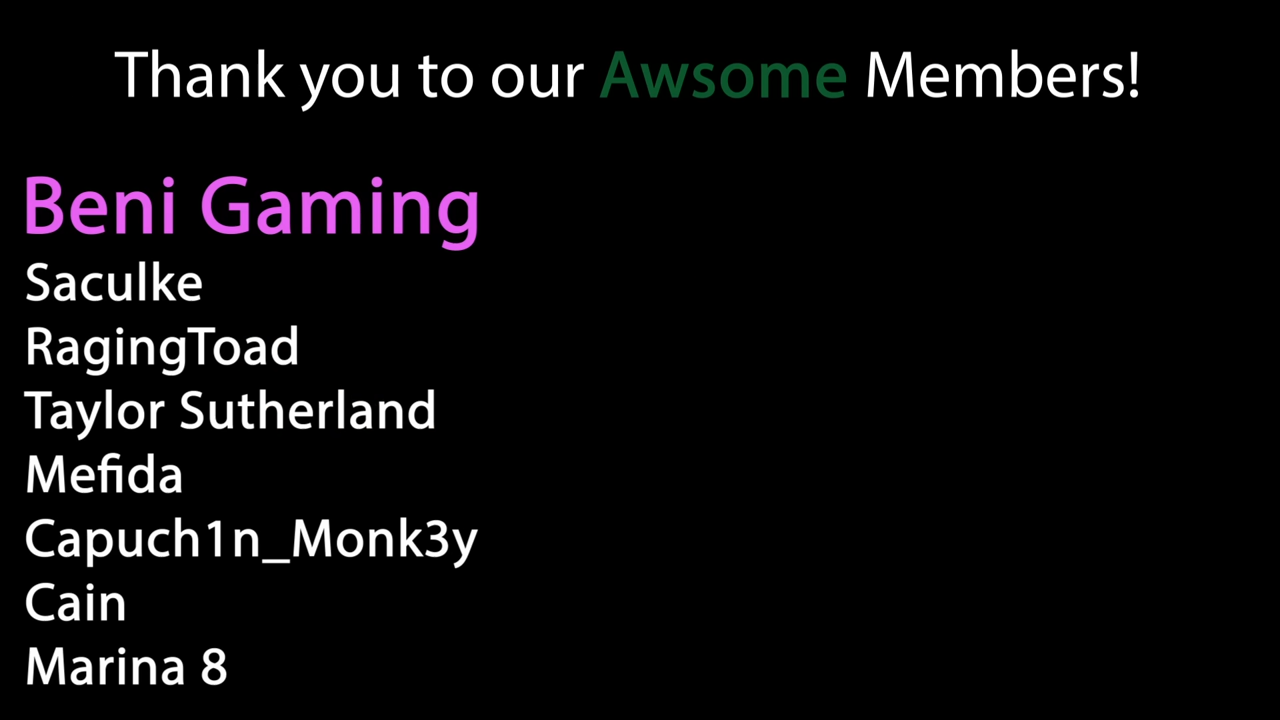 Thank you to our Awsome Members!
Beni Gaming
Saculke
RagingToad
Taylor Sutherland
Mefida
Capuch1n_Monk3y
Cain
Marina 8